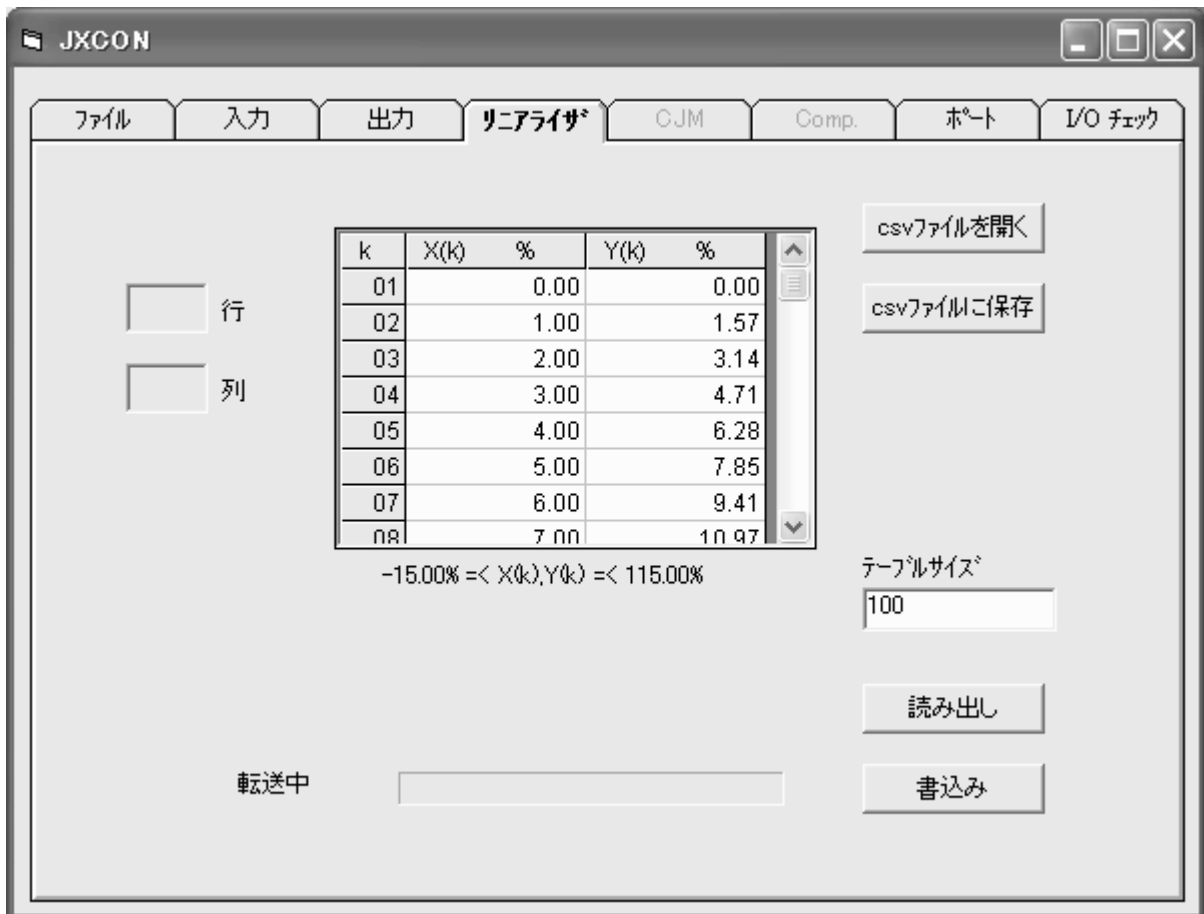 JXCON
ﾌｧｲﾙ 入力 出力 ﾘﾆｱﾗｲｻﾞ CJM Comp. ﾎﾟｰﾄ I/O ﾁｪｯｸ
csvﾌｧｲﾙを開く
csvﾌｧｲﾙに保存
行
列
k X(k) % Y(k) %
01 0.00 0.00
02 1.00 1.57
03 2.00 3.14
04 3.00 4.71
05 4.00 6.28
06 5.00 7.85
07 6.00 9.41
08 7.00 10.97
-15.00% =< X(k),Y(k) =< 115.00%
ﾃｰﾌﾞﾙｻｲｽﾞ
100
読み出し
転送中
書込み